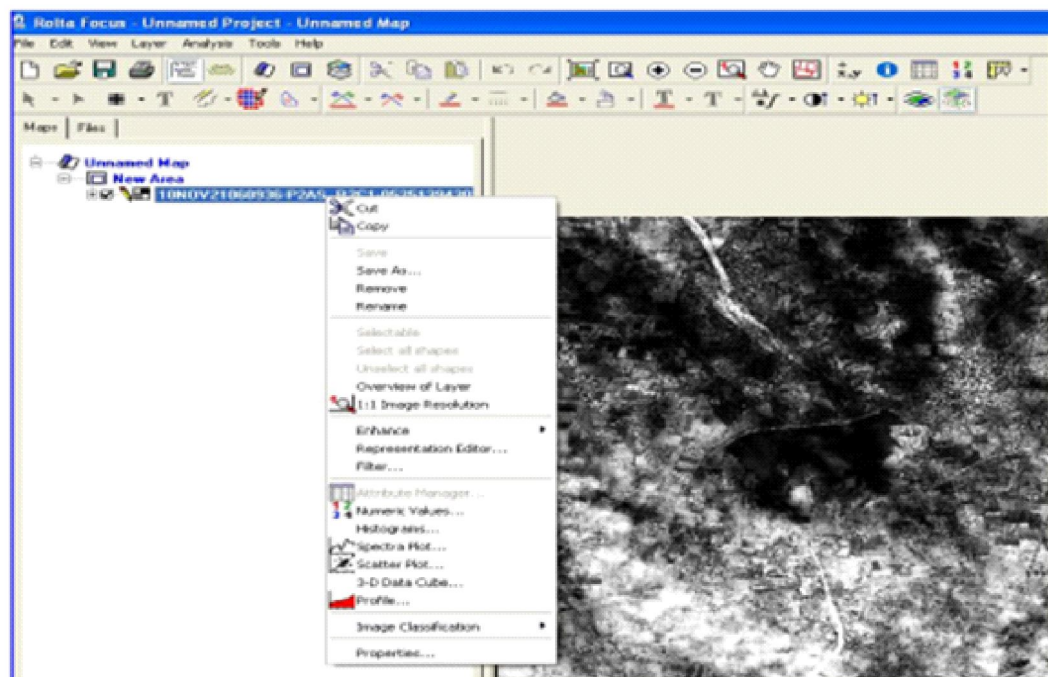 Rolta Focus - Unnamed Project - Unnamed Map
File Edit View Layer Analysis Tools Help
Maps Files
Unnamed Map
New Area
Cut
Copy
Save
Save As...
Remove
Rename
Selectable
Select all shapes
Unselect all shapes
Overview of Layer
1:1 Image Resolution
Enhance
Representation Editor...
Filter...
Attribute Manager...
Numeric Values...
Histograms...
Spectra Plot...
Scatter Plot...
3-D Data Cube...
Profile...
Image Classification
Properties...